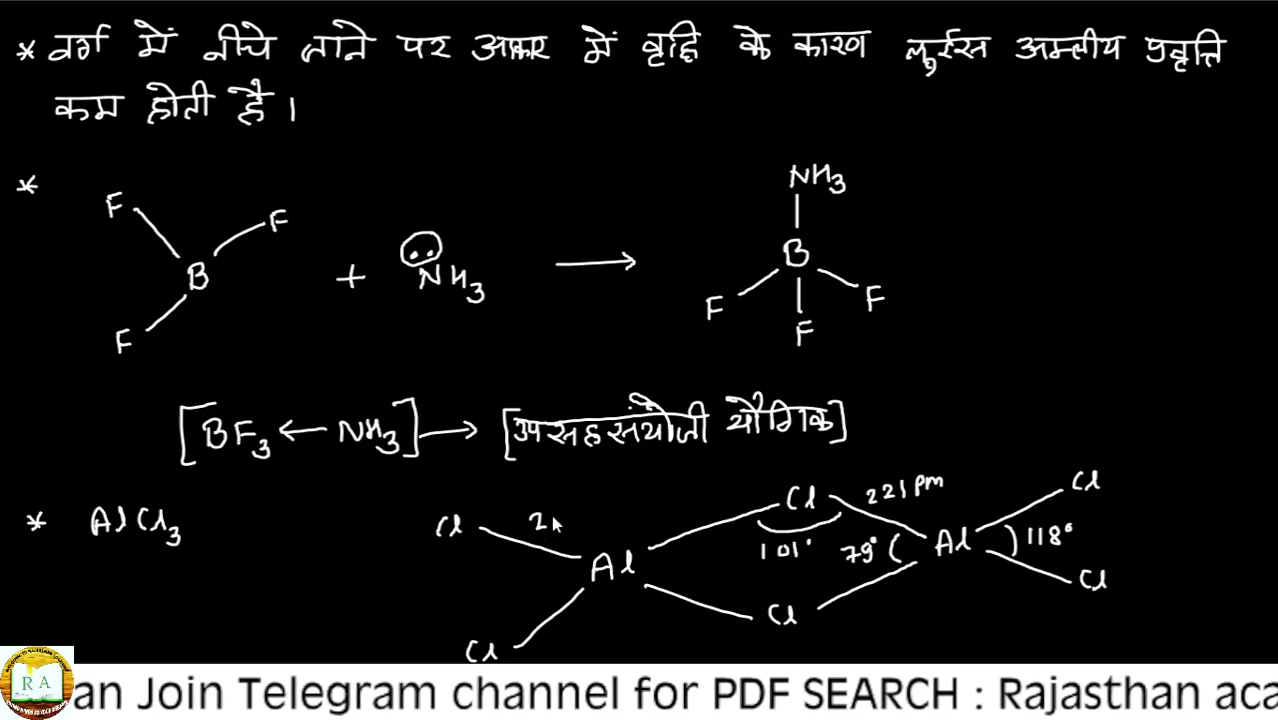 * वर्ग में नीचे जाने पर आकार में वृद्धि के कारण लुईस अम्लीय प्रवृत्ति
कम होती है।
*
F F B F + NH3 → NH3 B F F F
[BF3 ← NH3] → [उपसहसंयोजी यौगिक]
* AlCl3
Cl 2 Al Cl Cl 221 pm 101° 79° Al 118° Cl Cl Cl
R A
an Join Telegram channel for PDF SEARCH : Rajasthan aca